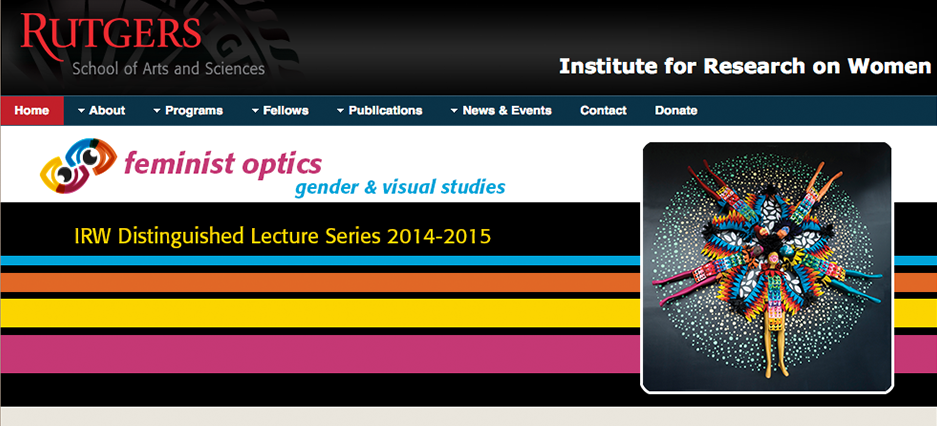 RUTGERS
School of Arts and Sciences
Institute for Research on Women
Home About Programs Fellows Publications News & Events Contact Donate
feminist optics
gender & visual studies
IRW Distinguished Lecture Series 2014-2015